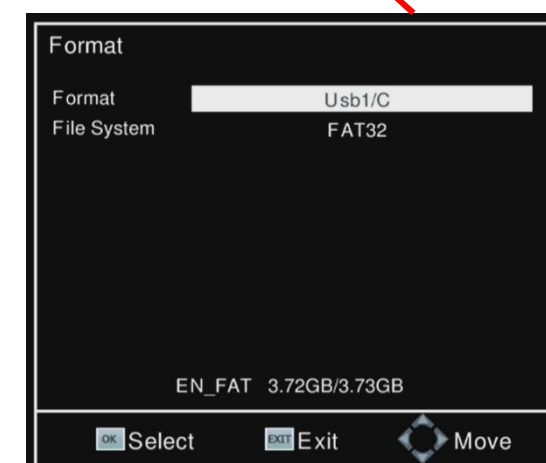 Format
Format Usb1/C
File System FAT32
EN_FAT 3.72GB/3.73GB
OK Select EXIT Exit Move